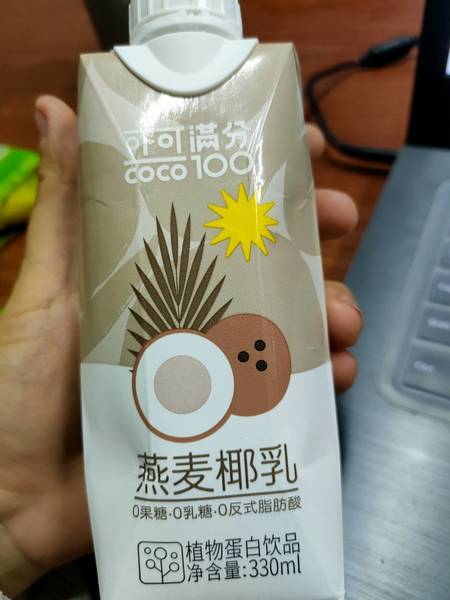 可可满分
coco100
燕麦椰乳
0果糖·0乳糖·0反式脂肪酸
植物蛋白饮品
净含量:330ml
Ctrl